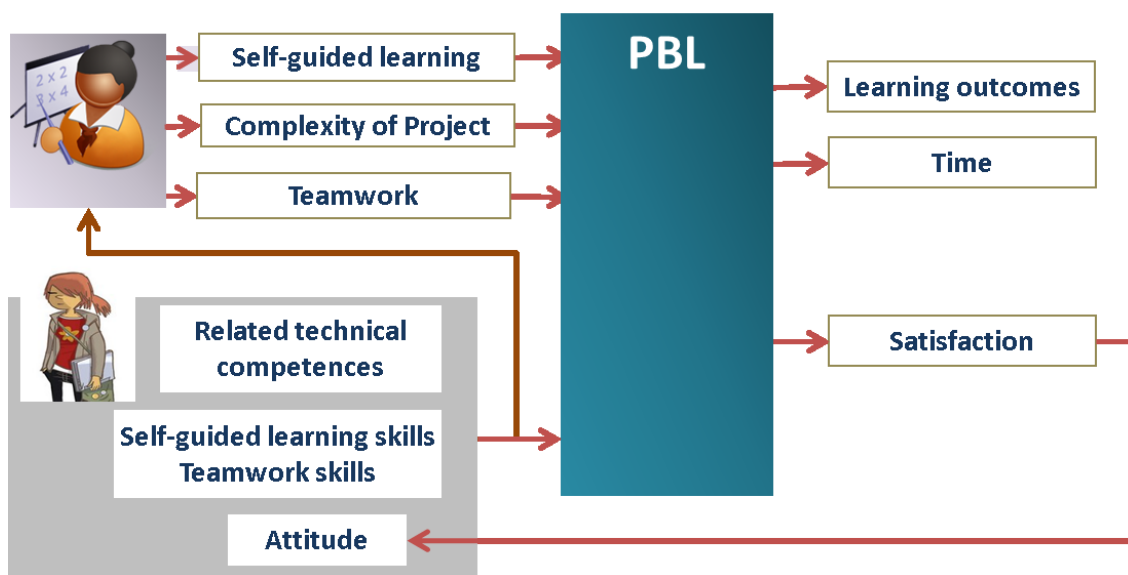 2 x 2
3 x 4
Self-guided learning
Complexity of Project
Teamwork
PBL
Learning outcomes
Time
Satisfaction
Related technical
competences
Self-guided learning skills
Teamwork skills
Attitude